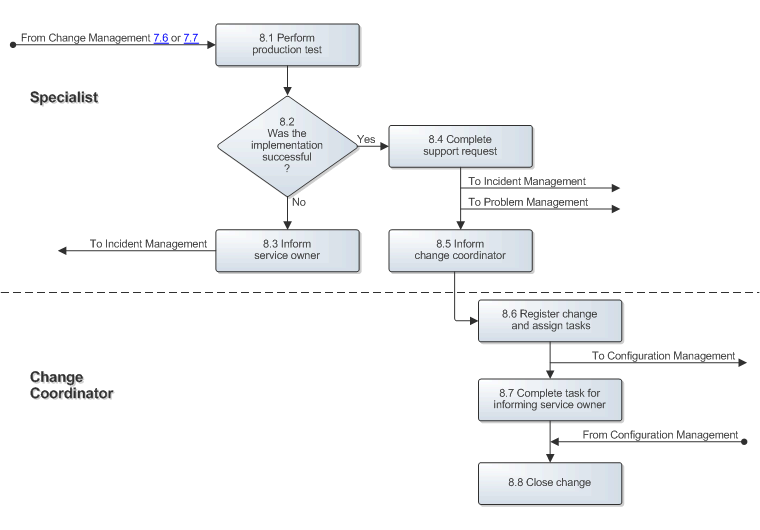 From Change Management 7.6 or 7.7
8.1 Perform
production test
Specialist
8.2
Was the
implementation
successful
?
Yes
8.4 Complete
support request
To Incident Management
To Problem Management
No
To Incident Management
8.3 Inform
service owner
8.5 Inform
change coordinator
8.6 Register change
and assign tasks
To Configuration Management
Change
Coordinator
8.7 Complete task for
informing service owner
From Configuration Management
8.8 Close change